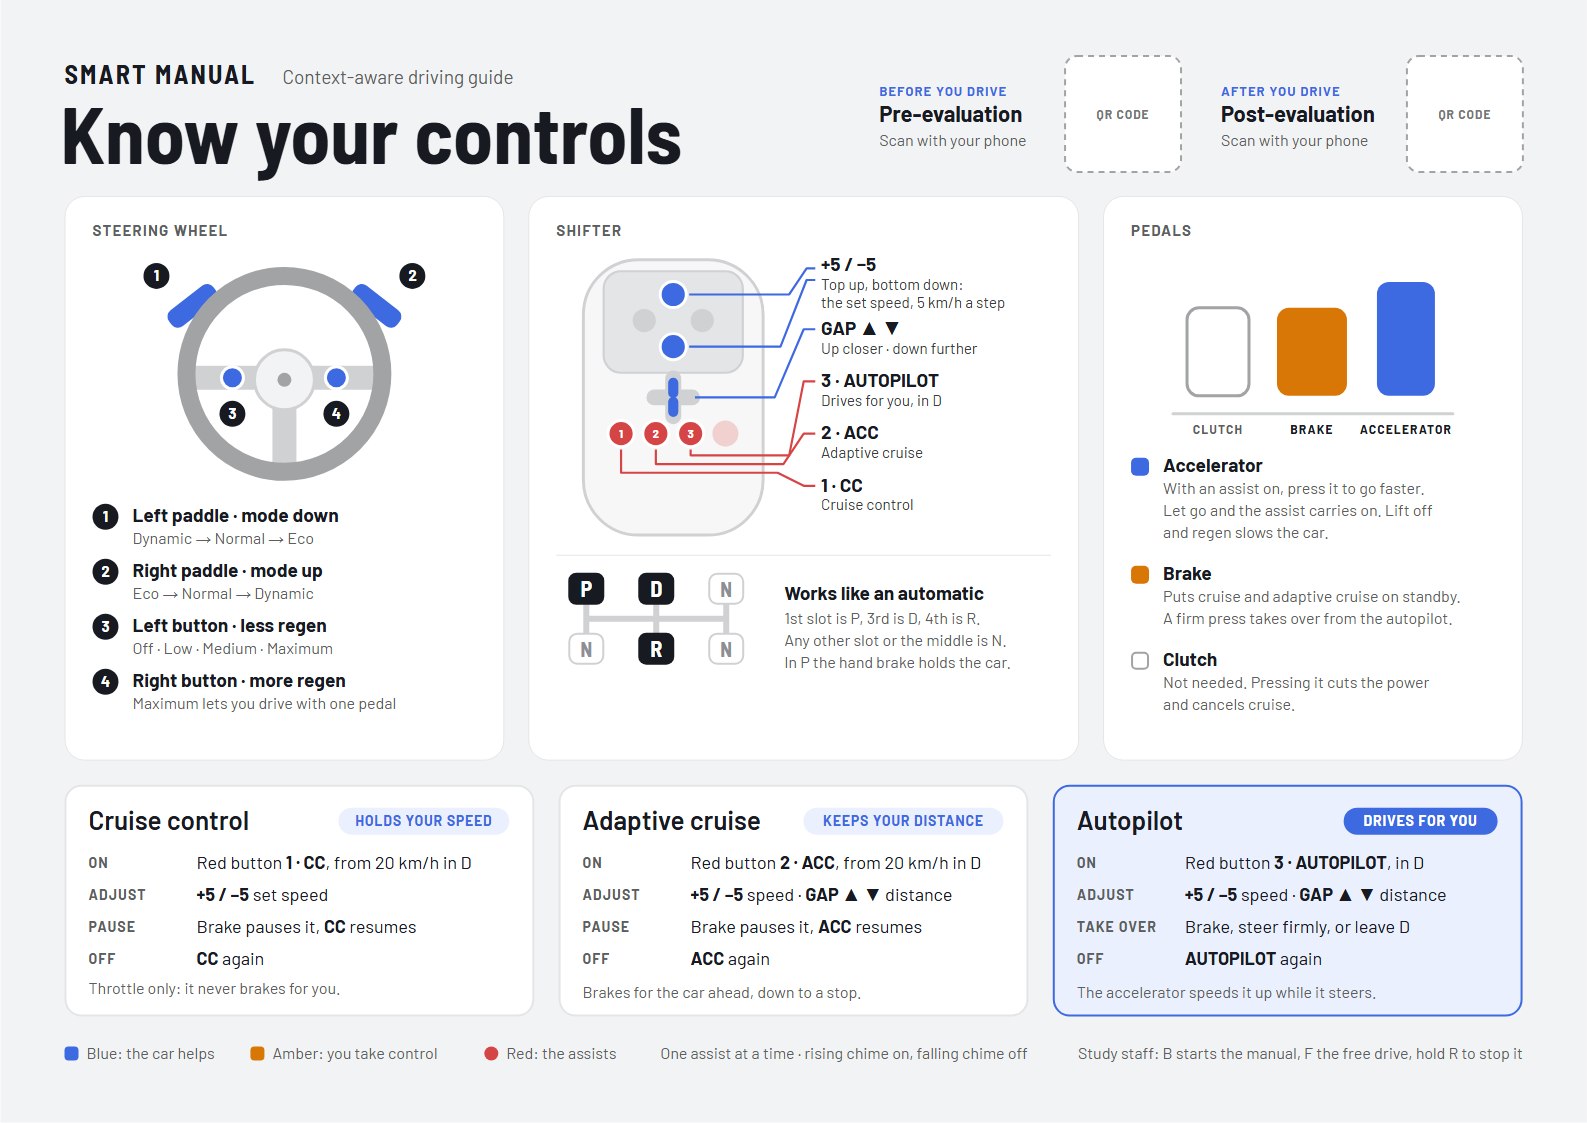 SMART MANUAL Context-aware driving guide
Know your controls
BEFORE YOU DRIVE
Pre-evaluation
Scan with your phone
QR CODE
AFTER YOU DRIVE
Post-evaluation
Scan with your phone
QR CODE
STEERING WHEEL
1
2
3
4
1 Left paddle · mode down
Dynamic → Normal → Eco
2 Right paddle · mode up
Eco → Normal → Dynamic
3 Left button · less regen
Off · Low · Medium · Maximum
4 Right button · more regen
Maximum lets you drive with one pedal
SHIFTER
+5 / −5
Top up, bottom down:
the set speed, 5 km/h a step
GAP ▲ ▼
Up closer · down further
3 · AUTOPILOT
Drives for you, in D
2 · ACC
Adaptive cruise
1 · CC
Cruise control
1 2 3
P D N
N R N
Works like an automatic
1st slot is P, 3rd is D, 4th is R.
Any other slot or the middle is N.
In P the hand brake holds the car.
PEDALS
CLUTCH BRAKE ACCELERATOR
Accelerator
With an assist on, press it to go faster.
Let go and the assist carries on. Lift off
and regen slows the car.
Brake
Puts cruise and adaptive cruise on standby.
A firm press takes over from the autopilot.
Clutch
Not needed. Pressing it cuts the power
and cancels cruise.
Cruise control HOLDS YOUR SPEED
ON Red button 1 · CC, from 20 km/h in D
ADJUST +5 / −5 set speed
PAUSE Brake pauses it, CC resumes
OFF CC again
Throttle only: it never brakes for you.
Adaptive cruise KEEPS YOUR DISTANCE
ON Red button 2 · ACC, from 20 km/h in D
ADJUST +5 / −5 speed · GAP ▲ ▼ distance
PAUSE Brake pauses it, ACC resumes
OFF ACC again
Brakes for the car ahead, down to a stop.
Autopilot DRIVES FOR YOU
ON Red button 3 · AUTOPILOT, in D
ADJUST +5 / −5 speed · GAP ▲ ▼ distance
TAKE OVER Brake, steer firmly, or leave D
OFF AUTOPILOT again
The accelerator speeds it up while it steers.
Blue: the car helps Amber: you take control Red: the assists One assist at a time · rising chime on, falling chime off Study staff: B starts the manual, F the free drive, hold R to stop it